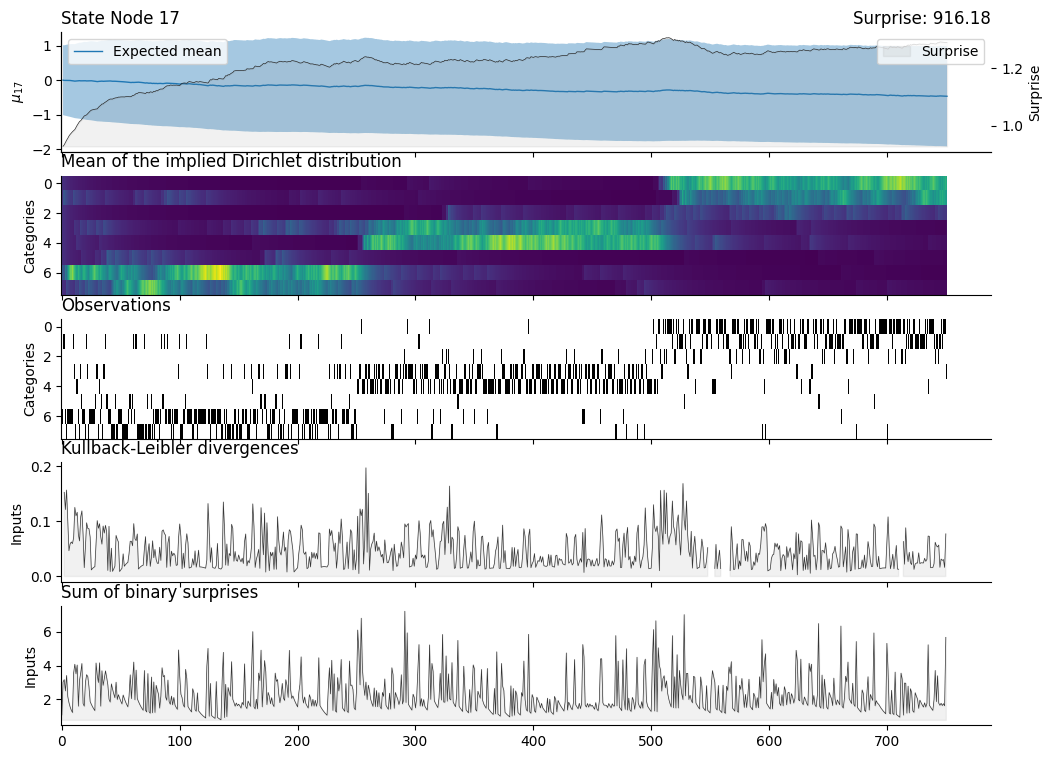 State Node 17
Surprise: 916.18
Expected mean
Surprise
1
0
−1
−2
μ17
1.2
1.0
Surprise
Mean of the implied Dirichlet distribution
0
2
4
6
Categories
Observations
0
2
4
6
Categories
Kullback-Leibler divergences
0.2
0.1
0.0
Inputs
Sum of binary surprises
6
4
2
Inputs
0 100 200 300 400 500 600 700